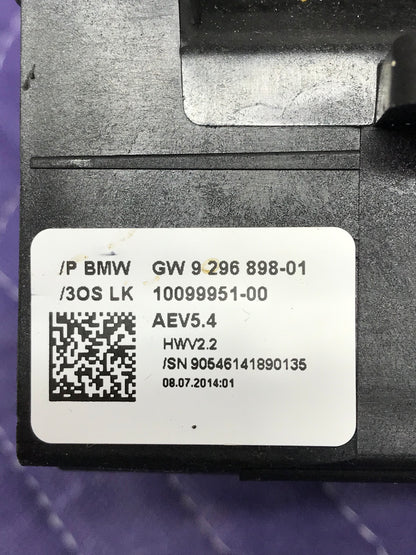 /P BMW GW 9 296 898-01
/3OS LK 10099951-00
AEV5.4
HWV2.2
/SN 90546141890135
08.07.2014:01